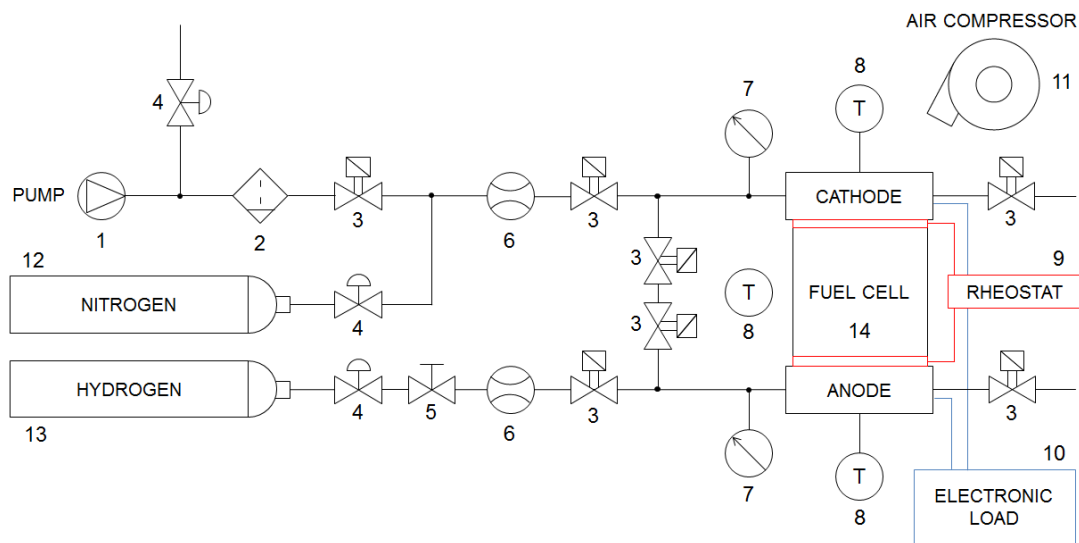 AIR COMPRESSOR
8
11
7
T
4
PUMP
CATHODE
1
2
3
6
3
3
12
3
9
NITROGEN
T
FUEL CELL
RHEOSTAT
4
3
8
14
HYDROGEN
ANODE
13
4
5
6
3
3
7
T
10
8
ELECTRONIC
LOAD